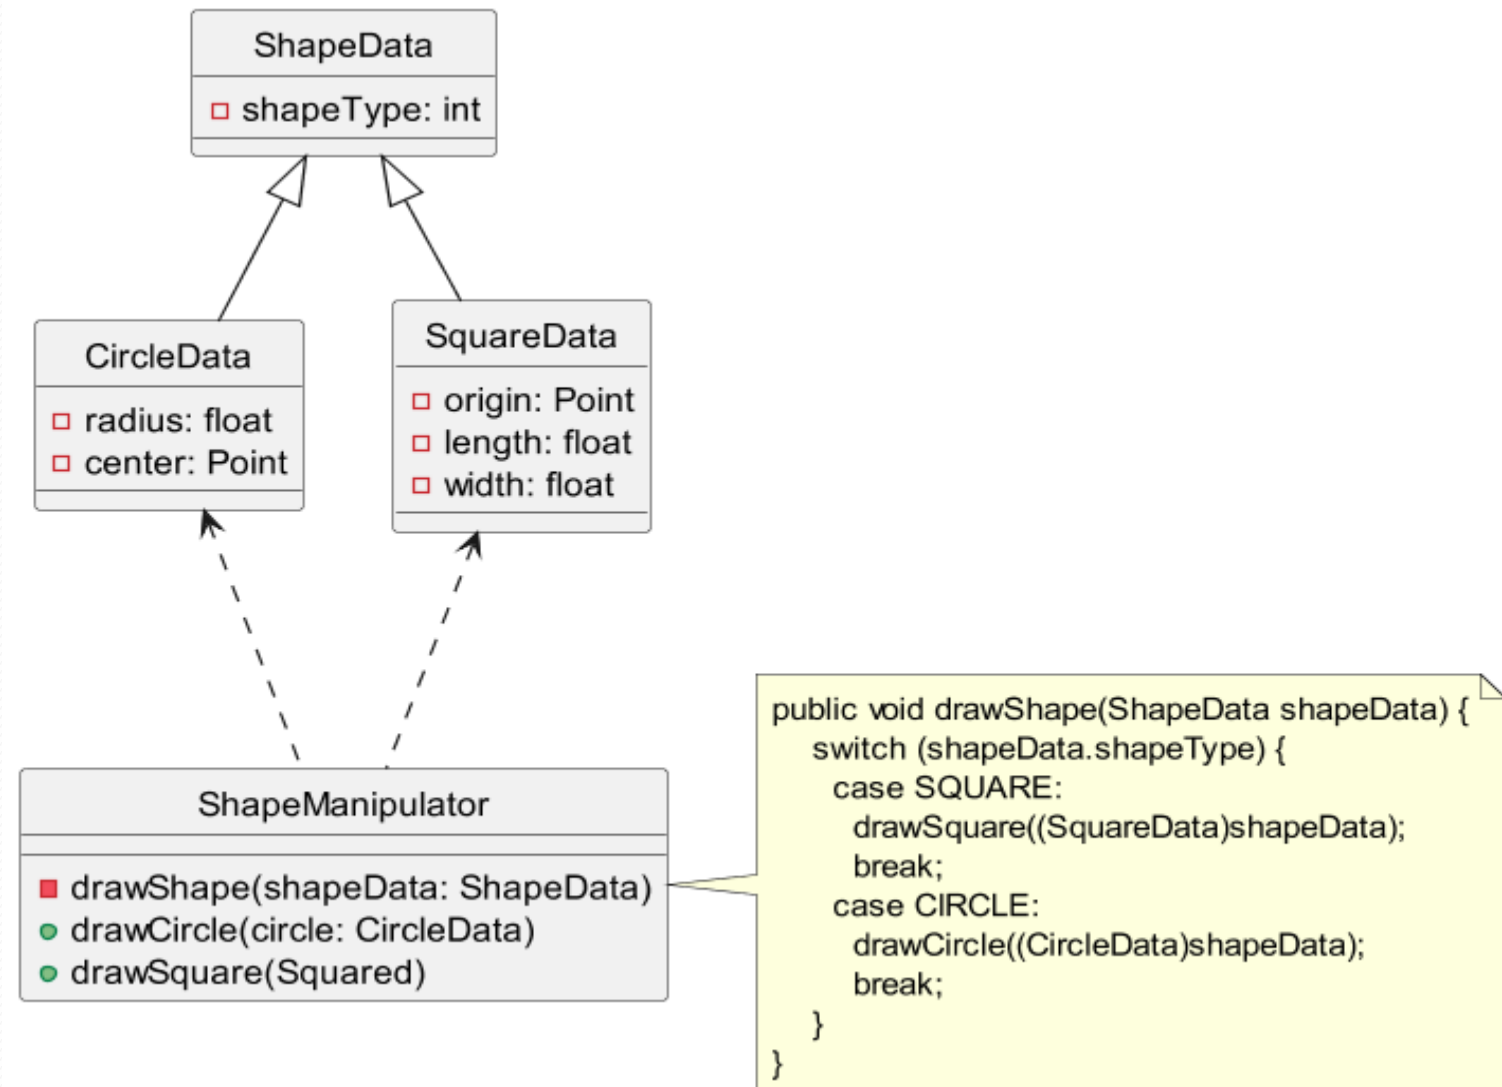 ShapeData
shapeType: int
CircleData
radius: float
center: Point
SquareData
origin: Point
length: float
width: float
ShapeManipulator
drawShape(shapeData: ShapeData)
drawCircle(circle: CircleData)
drawSquare(Squared)
public void drawShape(ShapeData shapeData) {
switch (shapeData.shapeType) {
case SQUARE:
drawSquare((SquareData)shapeData);
break;
case CIRCLE:
drawCircle((CircleData)shapeData);
break;
}
}